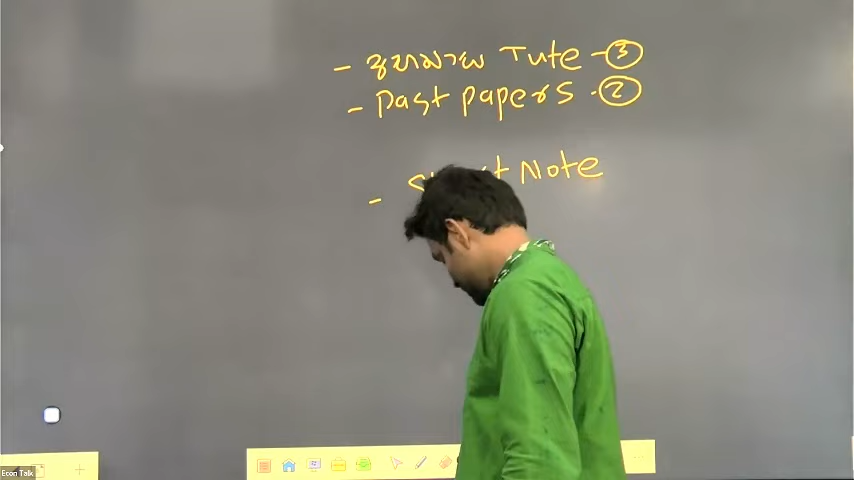 - Tute - ③
- Past papers - ②
- Note
Econ Talk